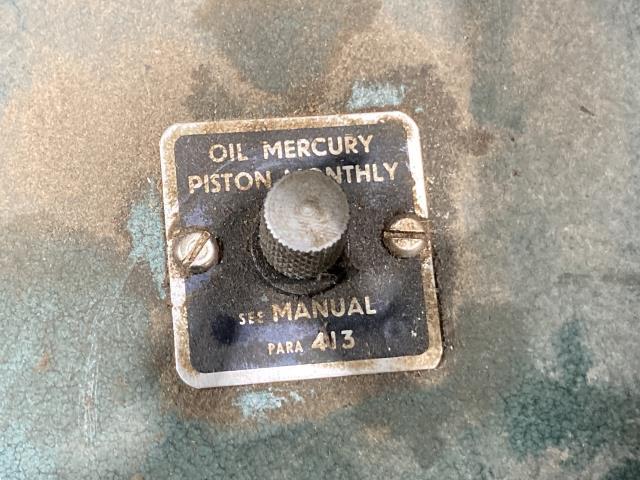 OIL MERCURY
PISTON MONTHLY
SEE MANUAL
PARA 413